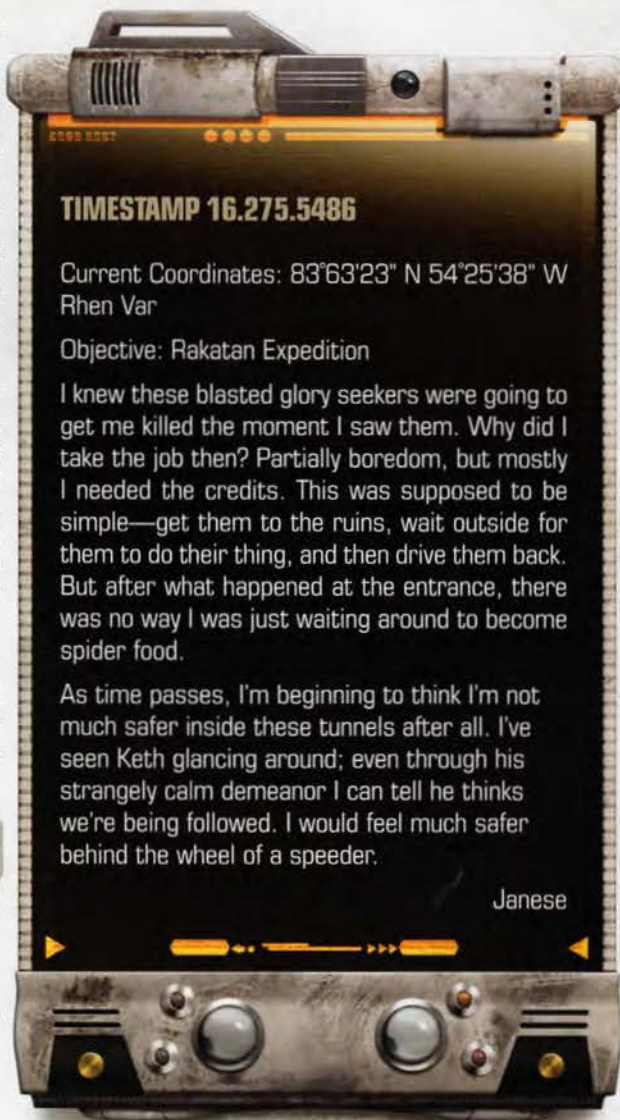 TIMESTAMP 16.275.5486
Current Coordinates: 83°63'23" N 54°25'38" W
Rhen Var
Objective: Rakatan Expedition
I knew these blasted glory seekers were going to
get me killed the moment I saw them. Why did I
take the job then? Partially boredom, but mostly
I needed the credits. This was supposed to be
simple—get them to the ruins, wait outside for
them to do their thing, and then drive them back.
But after what happened at the entrance, there
was no way I was just waiting around to become
spider food.
As time passes, I'm beginning to think I'm not
much safer inside these tunnels after all. I've
seen Keth glancing around; even through his
strangely calm demeanor I can tell he thinks
we're being followed. I would feel much safer
behind the wheel of a speeder.
Janese